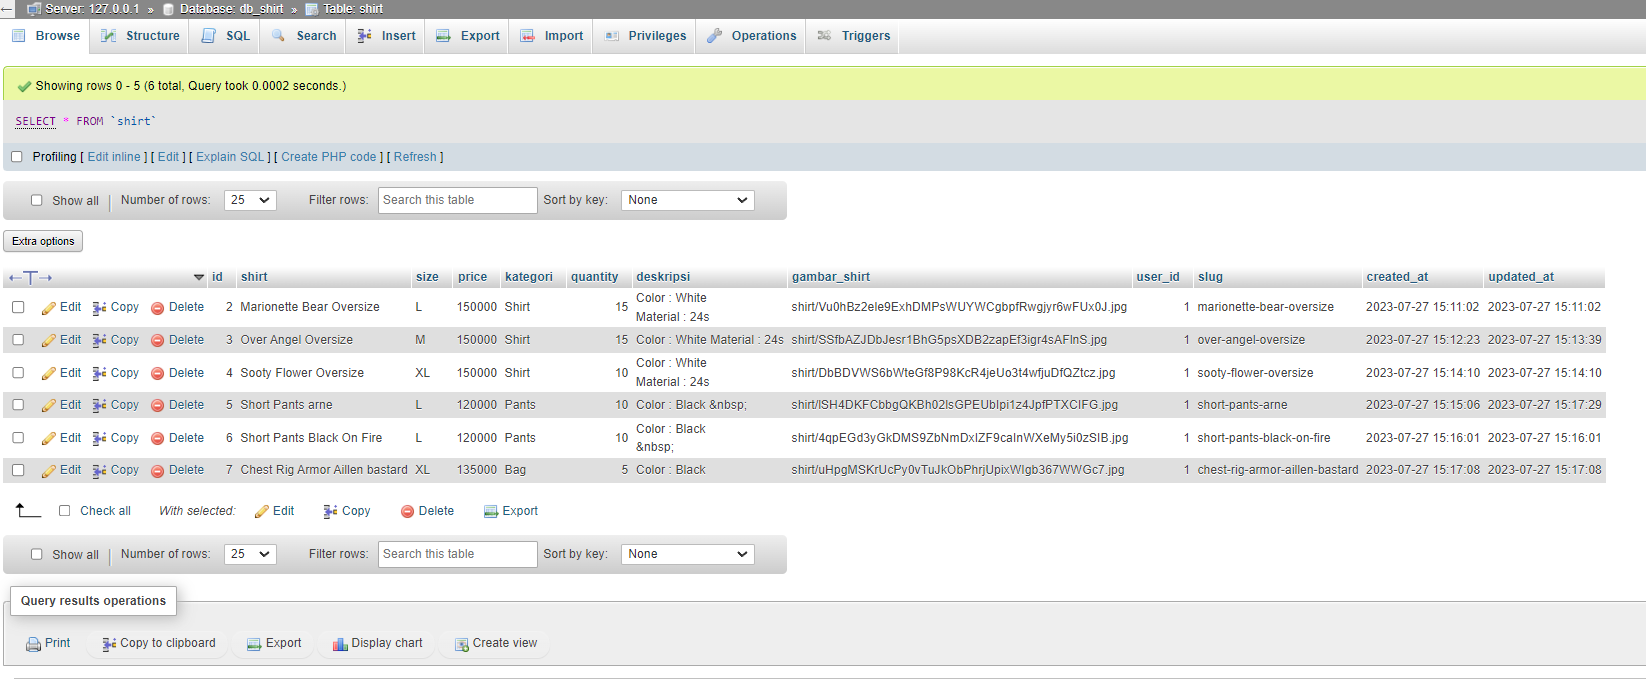 Server: 127.0.0.1 » Database: db_shirt » Table: shirt
Browse Structure SQL Search Insert Export Import Privileges Operations Triggers
Showing rows 0 - 5 (6 total, Query took 0.0002 seconds.)
SELECT * FROM `shirt`
Profiling [ Edit inline ] [ Edit ] [ Explain SQL ] [ Create PHP code ] [ Refresh ]
Show all Number of rows: 25 Filter rows: Search this table Sort by key: None
Extra options
id shirt size price kategori quantity deskripsi gambar_shirt user_id slug created_at updated_at
Edit Copy Delete 2 Marionette Bear Oversize L 150000 Shirt 15 Color : White Material : 24s shirt/Vu0hBz2ele9ExhDMPsWUYWCgbpfRwgjyr6wFUx0J.jpg 1 marionette-bear-oversize 2023-07-27 15:11:02 2023-07-27 15:11:02
Edit Copy Delete 3 Over Angel Oversize M 150000 Shirt 15 Color : White Material : 24s shirt/SSfbAZJDbJesr1BhG5psXDB2zapEf3igr4sAFlnS.jpg 1 over-angel-oversize 2023-07-27 15:12:23 2023-07-27 15:13:39
Edit Copy Delete 4 Sooty Flower Oversize XL 150000 Shirt 10 Color : White Material : 24s shirt/DbBDVWS6bWteGf8P98KcR4jeUo3t4wfjuDfQZtcz.jpg 1 sooty-flower-oversize 2023-07-27 15:14:10 2023-07-27 15:14:10
Edit Copy Delete 5 Short Pants arne L 120000 Pants 10 Color : Black &nbsp; shirt/ISH4DKFCbbgQKBh02lsGPEUbIpi1z4JpfPTXCIFG.jpg 1 short-pants-arne 2023-07-27 15:15:06 2023-07-27 15:17:29
Edit Copy Delete 6 Short Pants Black On Fire L 120000 Pants 10 Color : Black &nbsp; shirt/4qpEGd3yGkDMS9ZbNmDxIZF9caInWXeMy5i0zSIB.jpg 1 short-pants-black-on-fire 2023-07-27 15:16:01 2023-07-27 15:16:01
Edit Copy Delete 7 Chest Rig Armor Aillen bastard XL 135000 Bag 5 Color : Black shirt/uHpgMSKrUcPy0vTuJkObPhrjUpixWIgb367WWGc7.jpg 1 chest-rig-armor-aillen-bastard 2023-07-27 15:17:08 2023-07-27 15:17:08
Check all With selected: Edit Copy Delete Export
Show all Number of rows: 25 Filter rows: Search this table Sort by key: None
Query results operations
Print Copy to clipboard Export Display chart Create view